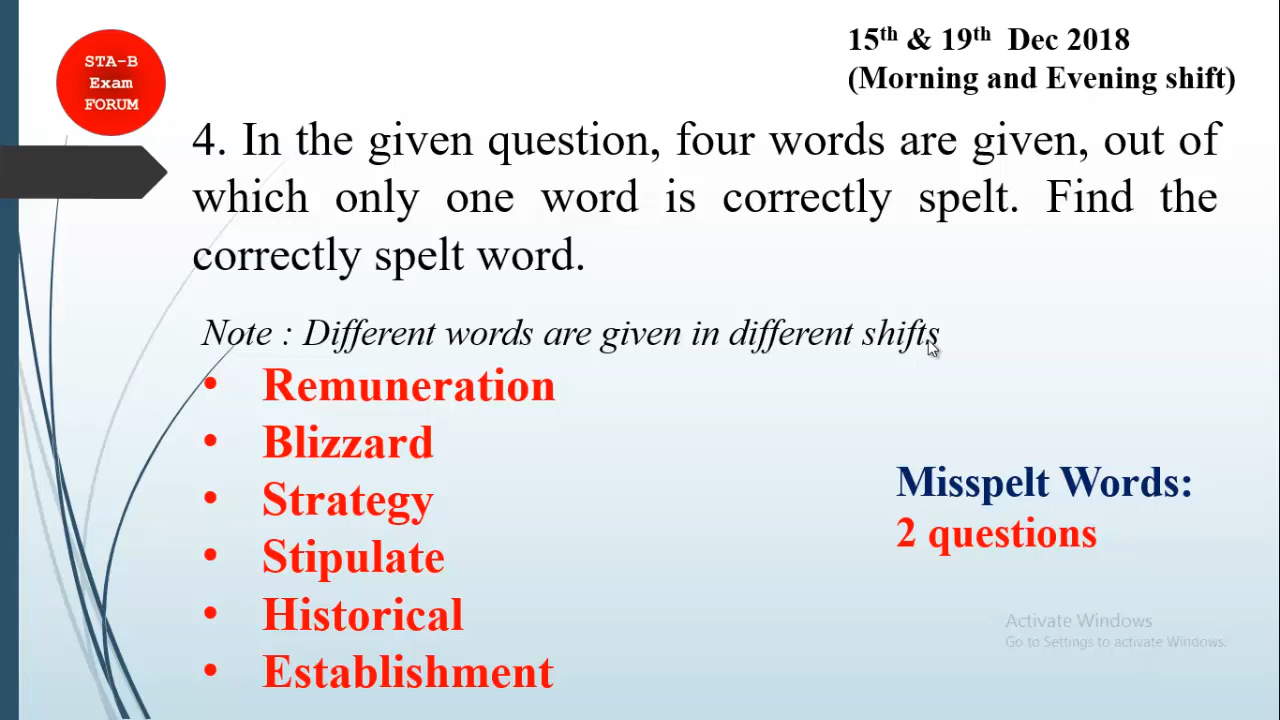 STA-B
Exam
FORUM
15th & 19th Dec 2018
(Morning and Evening shift)
4. In the given question, four words are given, out of
which only one word is correctly spelt. Find the
correctly spelt word.
Note : Different words are given in different shifts
• Remuneration
• Blizzard
• Strategy
• Stipulate
• Historical
• Establishment
Misspelt Words:
2 questions
Activate Windows
Go to Settings to activate Windows.